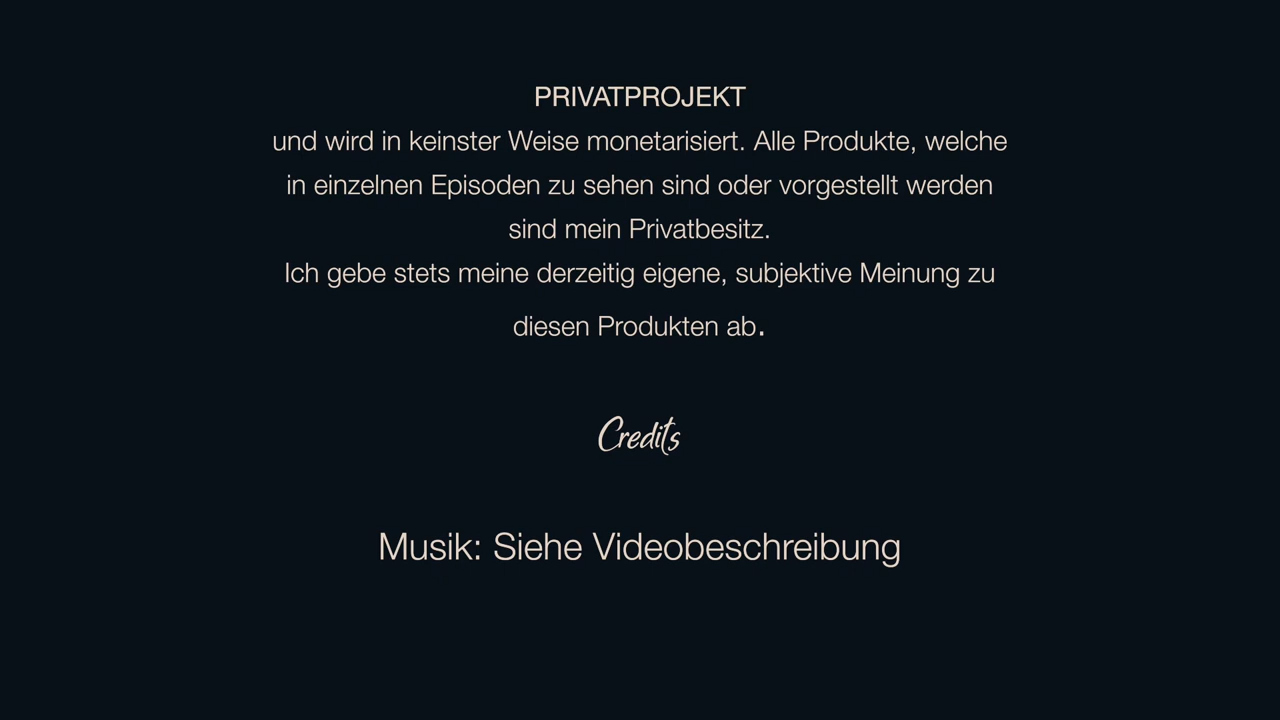 PRIVATPROJEKT
und wird in keinster Weise monetarisiert. Alle Produkte, welche
in einzelnen Episoden zu sehen sind oder vorgestellt werden
sind mein Privatbesitz.
Ich gebe stets meine derzeitig eigene, subjektive Meinung zu
diesen Produkten ab.
Credits
Musik: Siehe Videobeschreibung